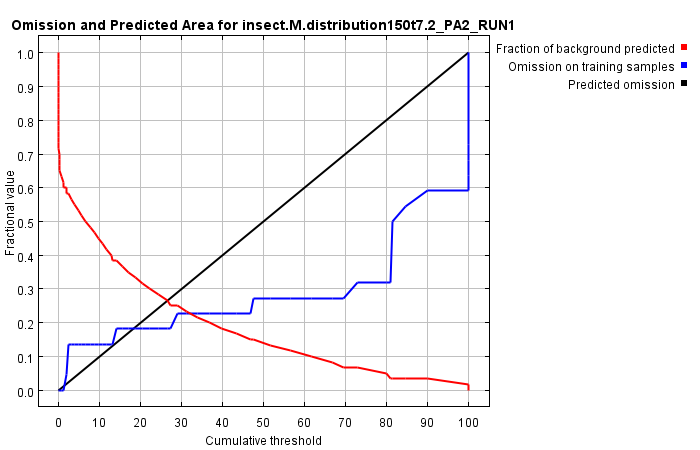 Omission and Predicted Area for insect.M.distribution150t7.2_PA2_RUN1
Fraction of background predicted
Omission on training samples
Predicted omission
Fractional value
1.0
0.9
0.8
0.7
0.6
0.5
0.4
0.3
0.2
0.1
0.0
0 10 20 30 40 50 60 70 80 90 100
Cumulative threshold